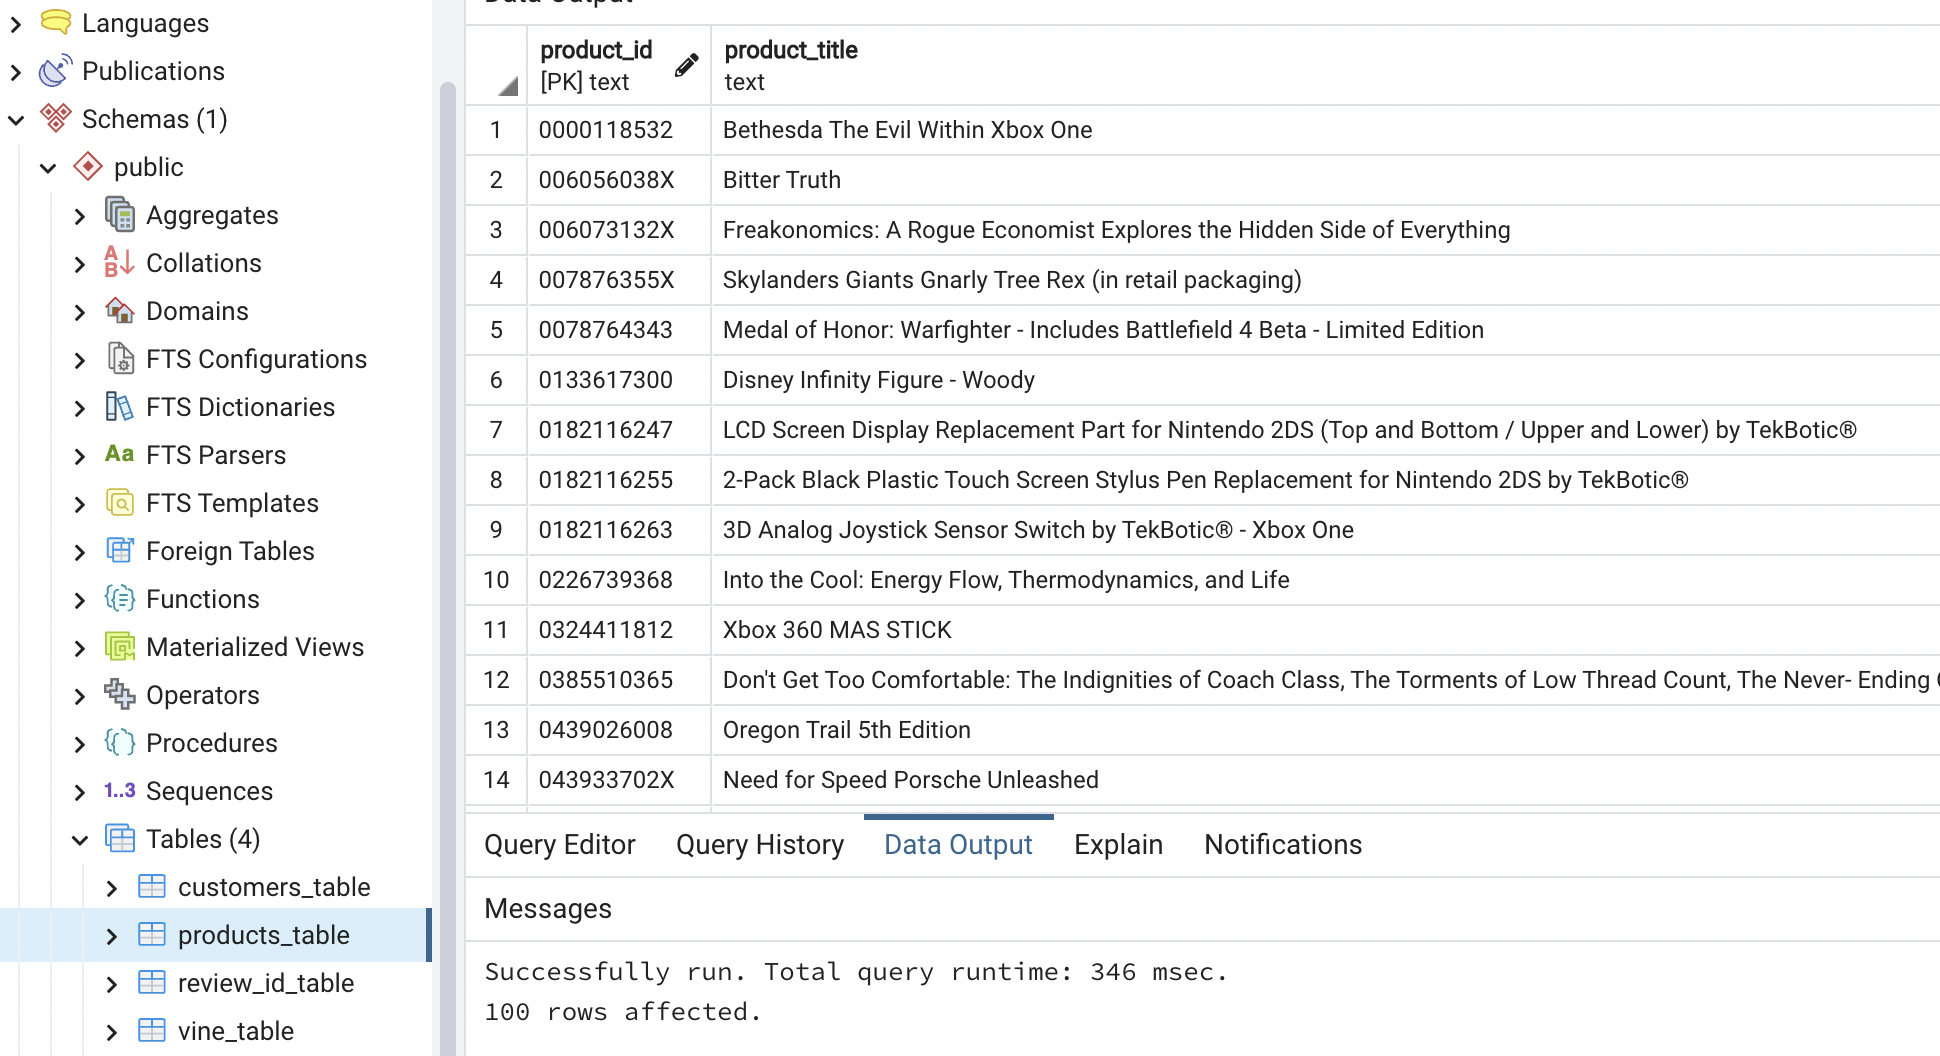 Languages
Publications
Schemas (1)
public
Aggregates
Collations
Domains
FTS Configurations
FTS Dictionaries
Aa FTS Parsers
FTS Templates
Foreign Tables
Functions
Materialized Views
Operators
Procedures
1..3 Sequences
Tables (4)
customers_table
products_table
review_id_table
vine_table
Data Output
product_id product_title
[PK] text text
1 0000118532 Bethesda The Evil Within Xbox One
2 006056038X Bitter Truth
3 006073132X Freakonomics: A Rogue Economist Explores the Hidden Side of Everything
4 007876355X Skylanders Giants Gnarly Tree Rex (in retail packaging)
5 0078764343 Medal of Honor: Warfighter - Includes Battlefield 4 Beta - Limited Edition
6 0133617300 Disney Infinity Figure - Woody
7 0182116247 LCD Screen Display Replacement Part for Nintendo 2DS (Top and Bottom / Upper and Lower) by TekBotic®
8 0182116255 2-Pack Black Plastic Touch Screen Stylus Pen Replacement for Nintendo 2DS by TekBotic®
9 0182116263 3D Analog Joystick Sensor Switch by TekBotic® - Xbox One
10 0226739368 Into the Cool: Energy Flow, Thermodynamics, and Life
11 0324411812 Xbox 360 MAS STICK
12 0385510365 Don't Get Too Comfortable: The Indignities of Coach Class, The Torments of Low Thread Count, The Never- Ending
13 0439026008 Oregon Trail 5th Edition
14 043933702X Need for Speed Porsche Unleashed
Query Editor Query History Data Output Explain Notifications
Messages
Successfully run. Total query runtime: 346 msec.
100 rows affected.